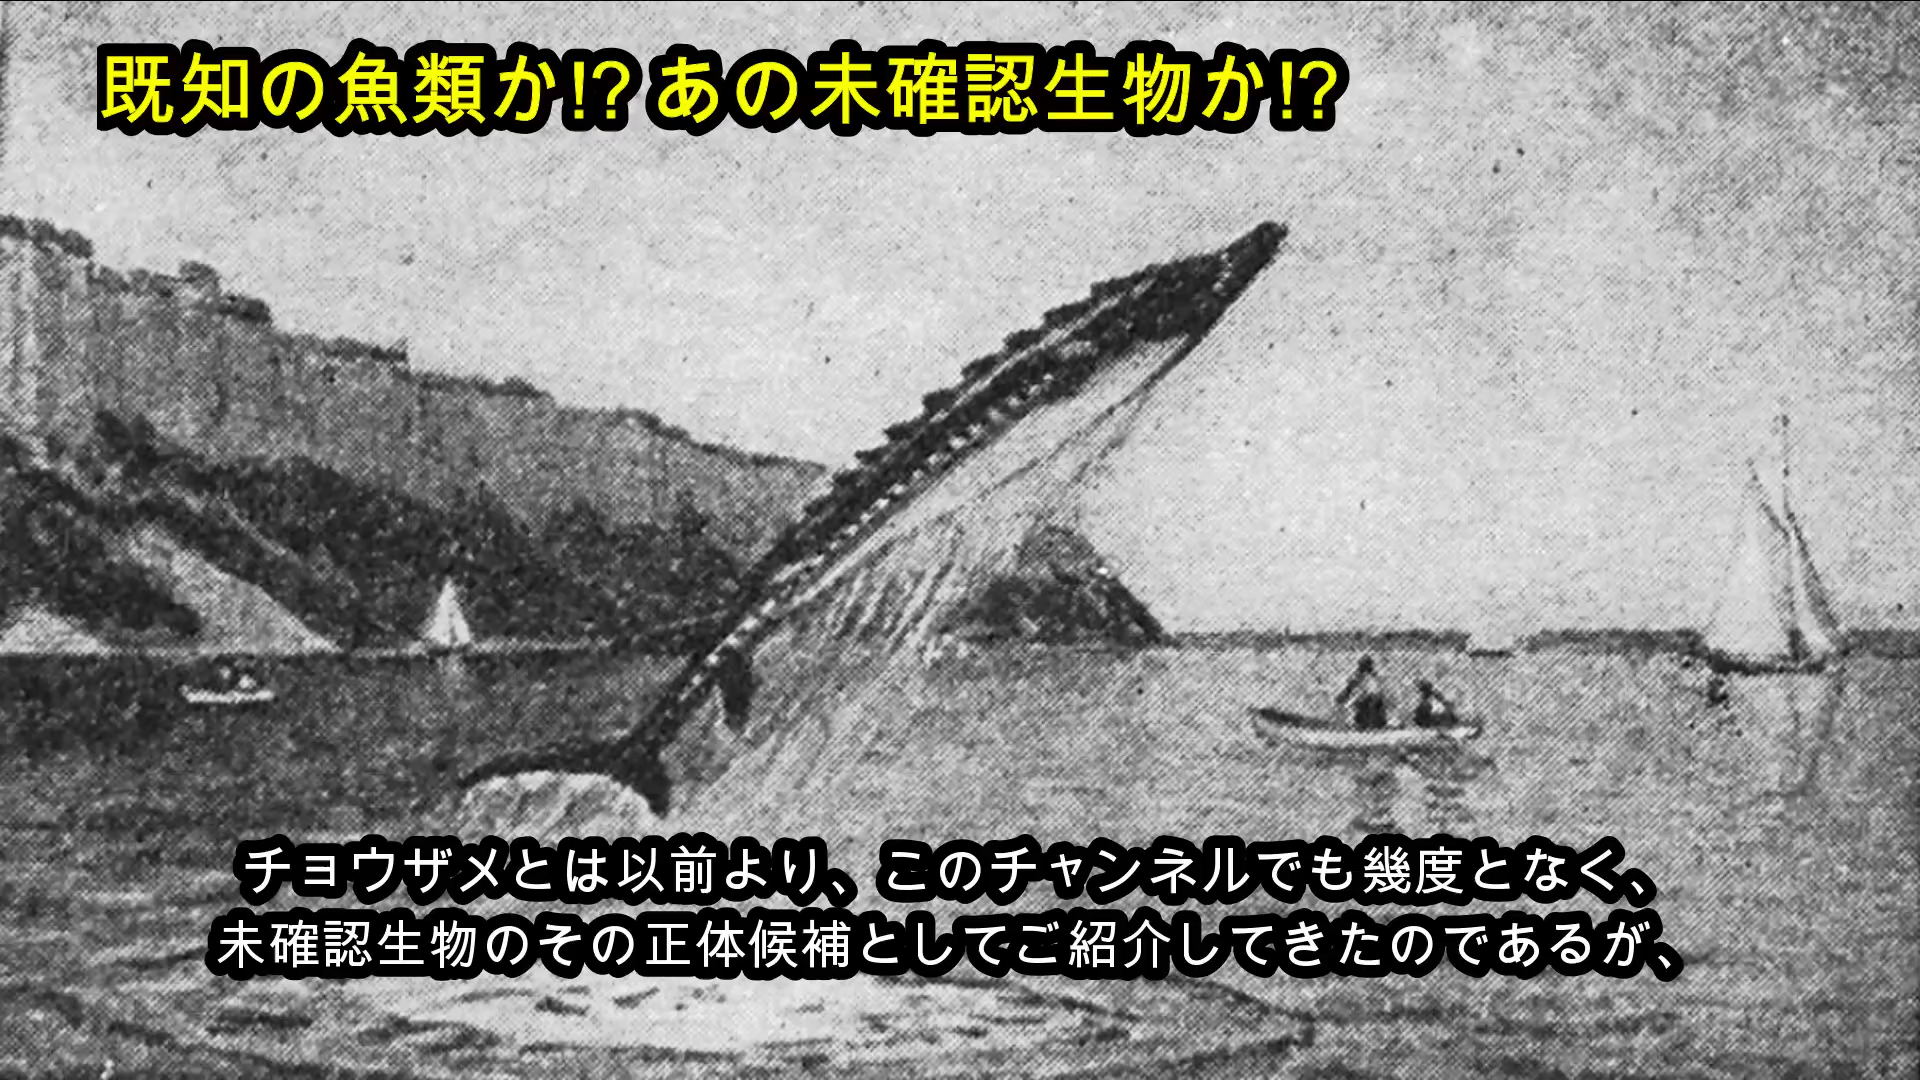 既知の魚類か!? あの未確認生物か!?
チョウザメとは以前より、このチャンネルでも幾度となく、
未確認生物のその正体候補としてご紹介してきたのであるが、